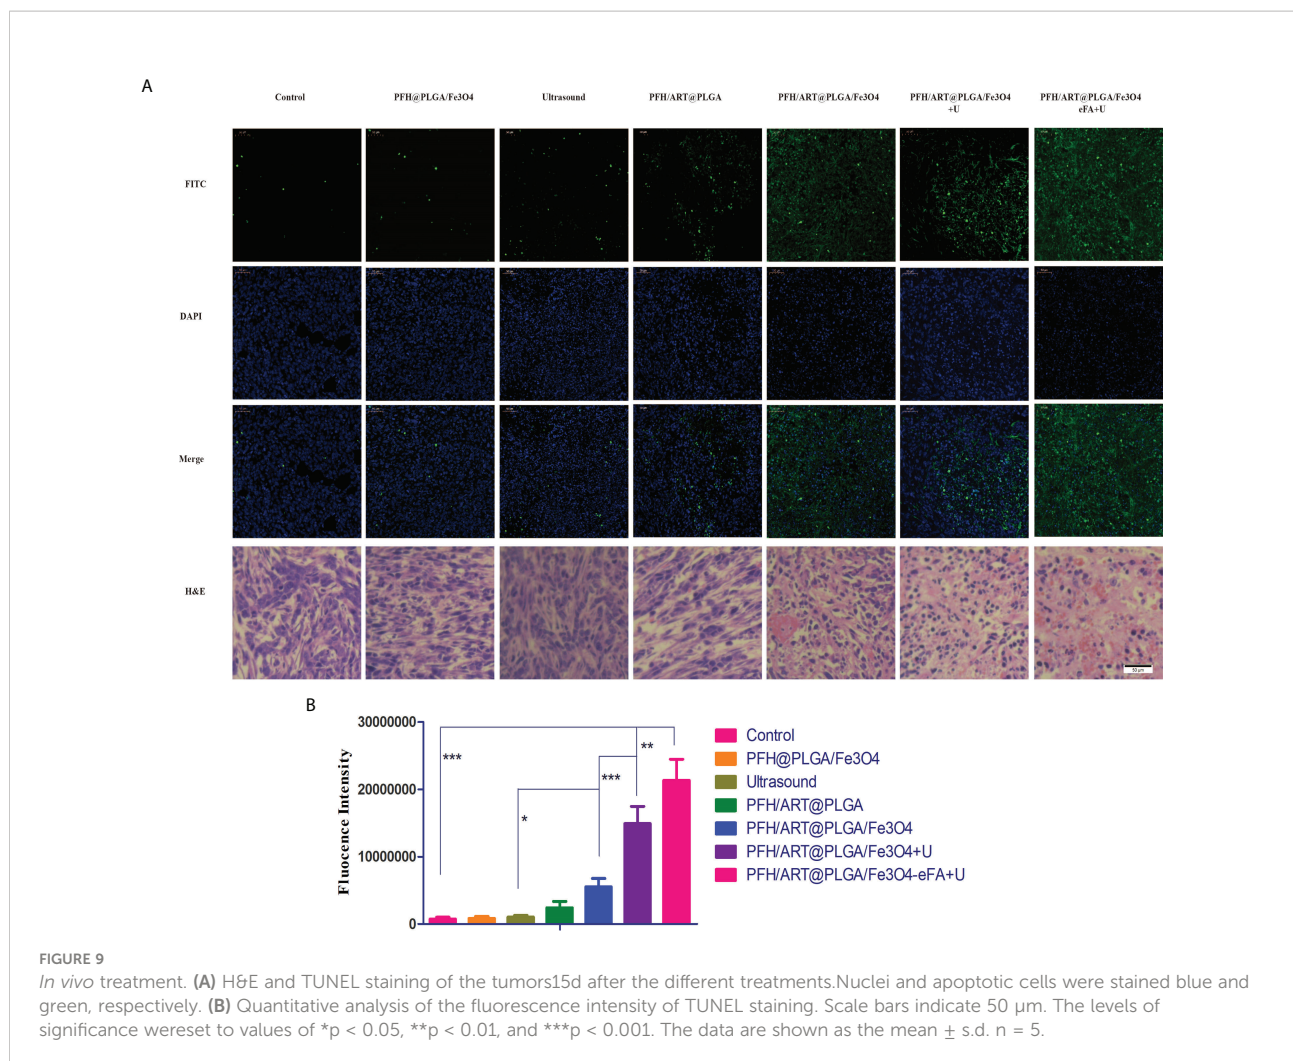 A
Control
PFH@PLGA/Fe3O4
Ultrasound
PFH/ART@PLGA
PFH/ART@PLGA/Fe3O4
PFH/ART@PLGA/Fe3O4
+U
PFH/ART@PLGA/Fe3O4
eFA+U
FITC
DAPI
Merge
H&E
50 µm
B
30000000
20000000
10000000
0
Fluocence Intensity
***
*
***
**
Control
PFH@PLGA/Fe3O4
Ultrasound
PFH/ART@PLGA
PFH/ART@PLGA/Fe3O4
PFH/ART@PLGA/Fe3O4+U
PFH/ART@PLGA/Fe3O4-eFA+U
FIGURE 9
In vivo treatment. (A) H&E and TUNEL staining of the tumors15d after the different treatments.Nuclei and apoptotic cells were stained blue and
green, respectively. (B) Quantitative analysis of the fluorescence intensity of TUNEL staining. Scale bars indicate 50 µm. The levels of
significance wereset to values of *p < 0.05, **p < 0.01, and ***p < 0.001. The data are shown as the mean ± s.d. n = 5.